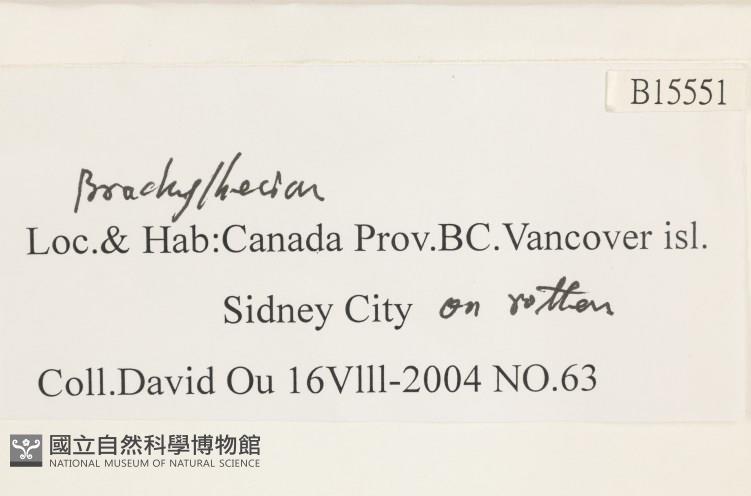 B15551
Brachythecium
Loc.& Hab:Canada Prov.BC.Vancover isl.
Sidney City on rotten
Coll.David Ou 16Vlll-2004 NO.63
國立自然科學博物館
NATIONAL MUSEUM OF NATURAL SCIENCE